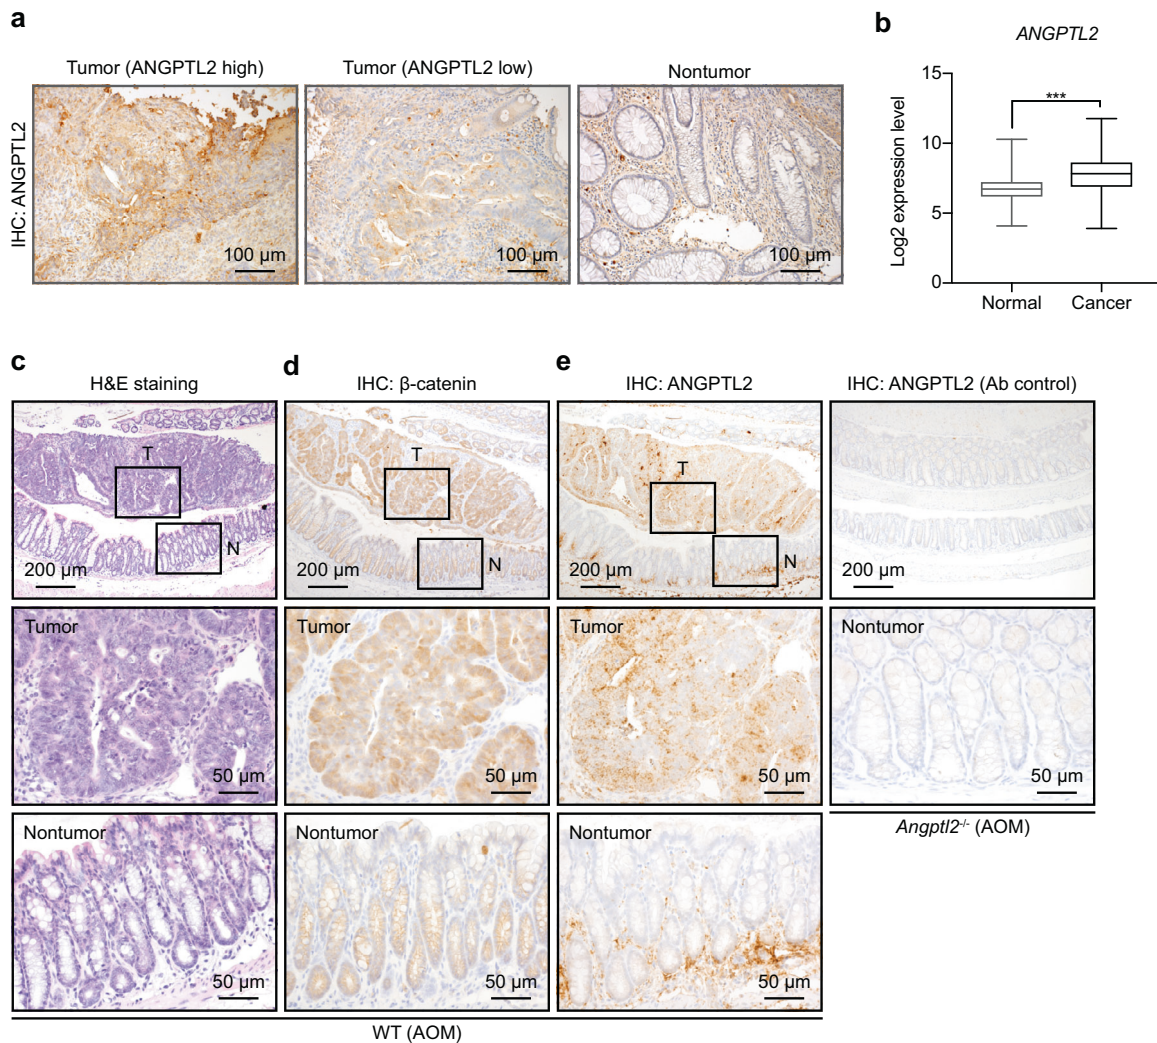 a
Tumor (ANGPTL2 high)
Tumor (ANGPTL2 low)
Nontumor
IHC: ANGPTL2
100 µm
100 µm
100 µm
b
ANGPTL2
***
Log2 expression level
15
10
5
0
Normal
Cancer
c
H&E staining
T
N
200 µm
Tumor
50 µm
Nontumor
50 µm
d
IHC: β-catenin
T
N
200 µm
Tumor
50 µm
Nontumor
50 µm
e
IHC: ANGPTL2
T
N
200 µm
Tumor
50 µm
Nontumor
50 µm
WT (AOM)
IHC: ANGPTL2 (Ab control)
200 µm
Nontumor
50 µm
Angptl2-/- (AOM)